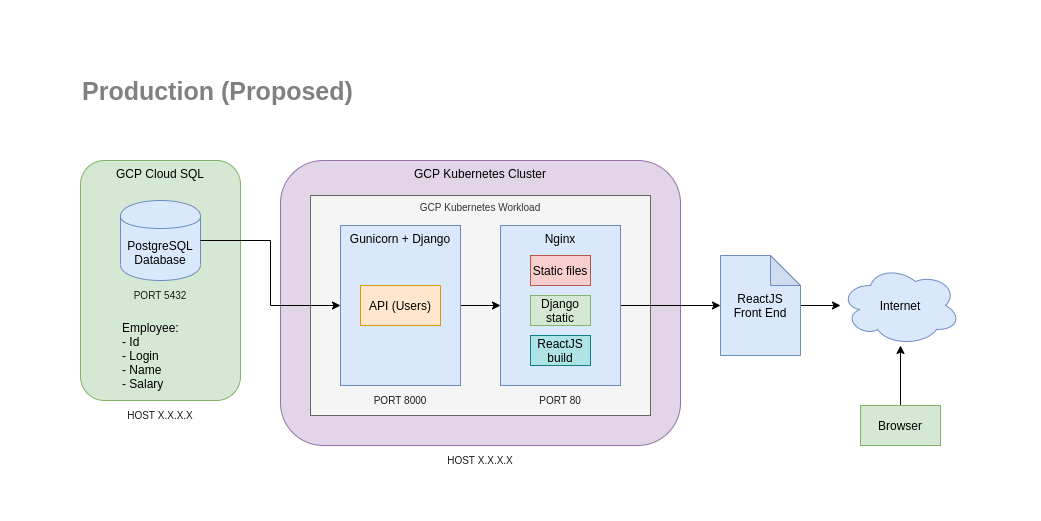 Production (Proposed)
GCP Cloud SQL
PostgreSQL
Database
PORT 5432
Employee:
- Id
- Login
- Name
- Salary
HOST X.X.X.X
GCP Kubernetes Cluster
GCP Kubernetes Workload
Gunicorn + Django
API (Users)
PORT 8000
Nginx
Static files
Django
static
ReactJS
build
PORT 80
HOST X.X.X.X
ReactJS
Front End
Internet
Browser